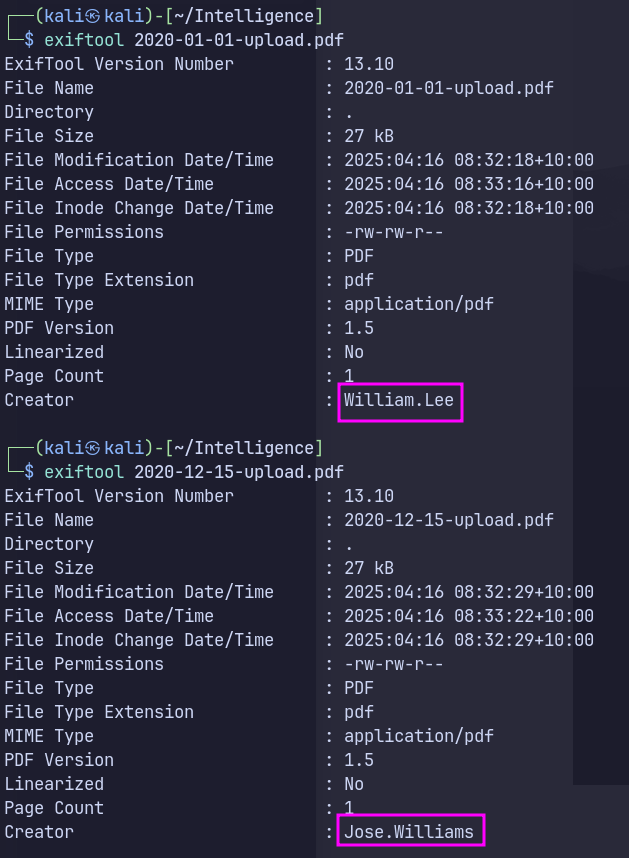 ┌──(kali㉿kali)-[~/Intelligence]
└─$ exiftool 2020-01-01-upload.pdf
ExifTool Version Number         : 13.10
File Name                       : 2020-01-01-upload.pdf
Directory                       : .
File Size                       : 27 kB
File Modification Date/Time     : 2025:04:16 08:32:18+10:00
File Access Date/Time           : 2025:04:16 08:33:16+10:00
File Inode Change Date/Time     : 2025:04:16 08:32:18+10:00
File Permissions                : -rw-rw-r--
File Type                       : PDF
File Type Extension             : pdf
MIME Type                       : application/pdf
PDF Version                     : 1.5
Linearized                      : No
Page Count                      : 1
Creator                         : William.Lee
┌──(kali㉿kali)-[~/Intelligence]
└─$ exiftool 2020-12-15-upload.pdf
ExifTool Version Number         : 13.10
File Name                       : 2020-12-15-upload.pdf
Directory                       : .
File Size                       : 27 kB
File Modification Date/Time     : 2025:04:16 08:32:29+10:00
File Access Date/Time           : 2025:04:16 08:33:22+10:00
File Inode Change Date/Time     : 2025:04:16 08:32:29+10:00
File Permissions                : -rw-rw-r--
File Type                       : PDF
File Type Extension             : pdf
MIME Type                       : application/pdf
PDF Version                     : 1.5
Linearized                      : No
Page Count                      : 1
Creator                         : Jose.Williams